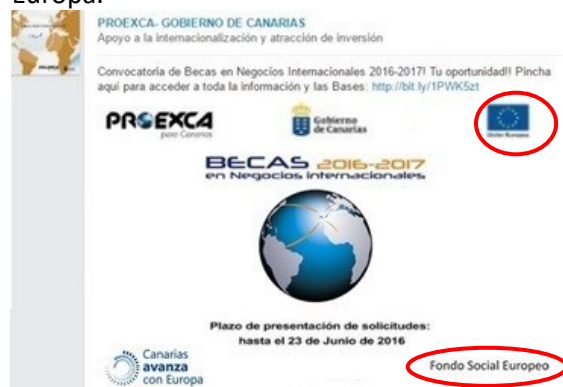 Europa.
PROEXCA- GOBIERNO DE CANARIAS
Apoyo a la internacionalización y atracción de inversión
Convocatoria de Becas en Negocios Internacionales 2016-2017! Tu oportunidad!! Pincha
aquí para acceder a toda la información y las Bases: http://bit.ly/1PWK5zt
PROEXCA
para Canarias
Gobierno
de Canarias
Unión Europea
BECAS 2016-2017
en Negocios internacionales
Plazo de presentación de solicitudes:
hasta el 23 de Junio de 2016
Canarias
avanza
con Europa
Fondo Social Europeo